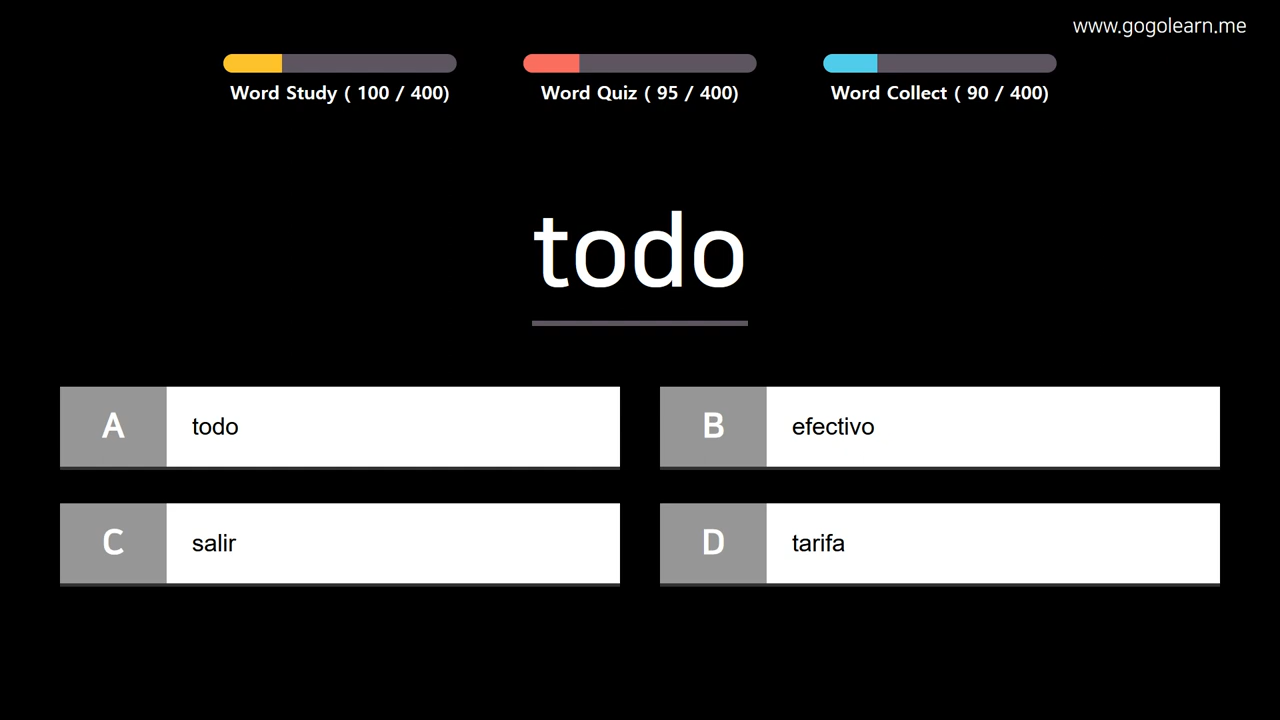 www.gogolearn.me
Word Study ( 100 / 400)
Word Quiz ( 95 / 400)
Word Collect ( 90 / 400)
todo
A todo
B efectivo
C salir
D tarifa